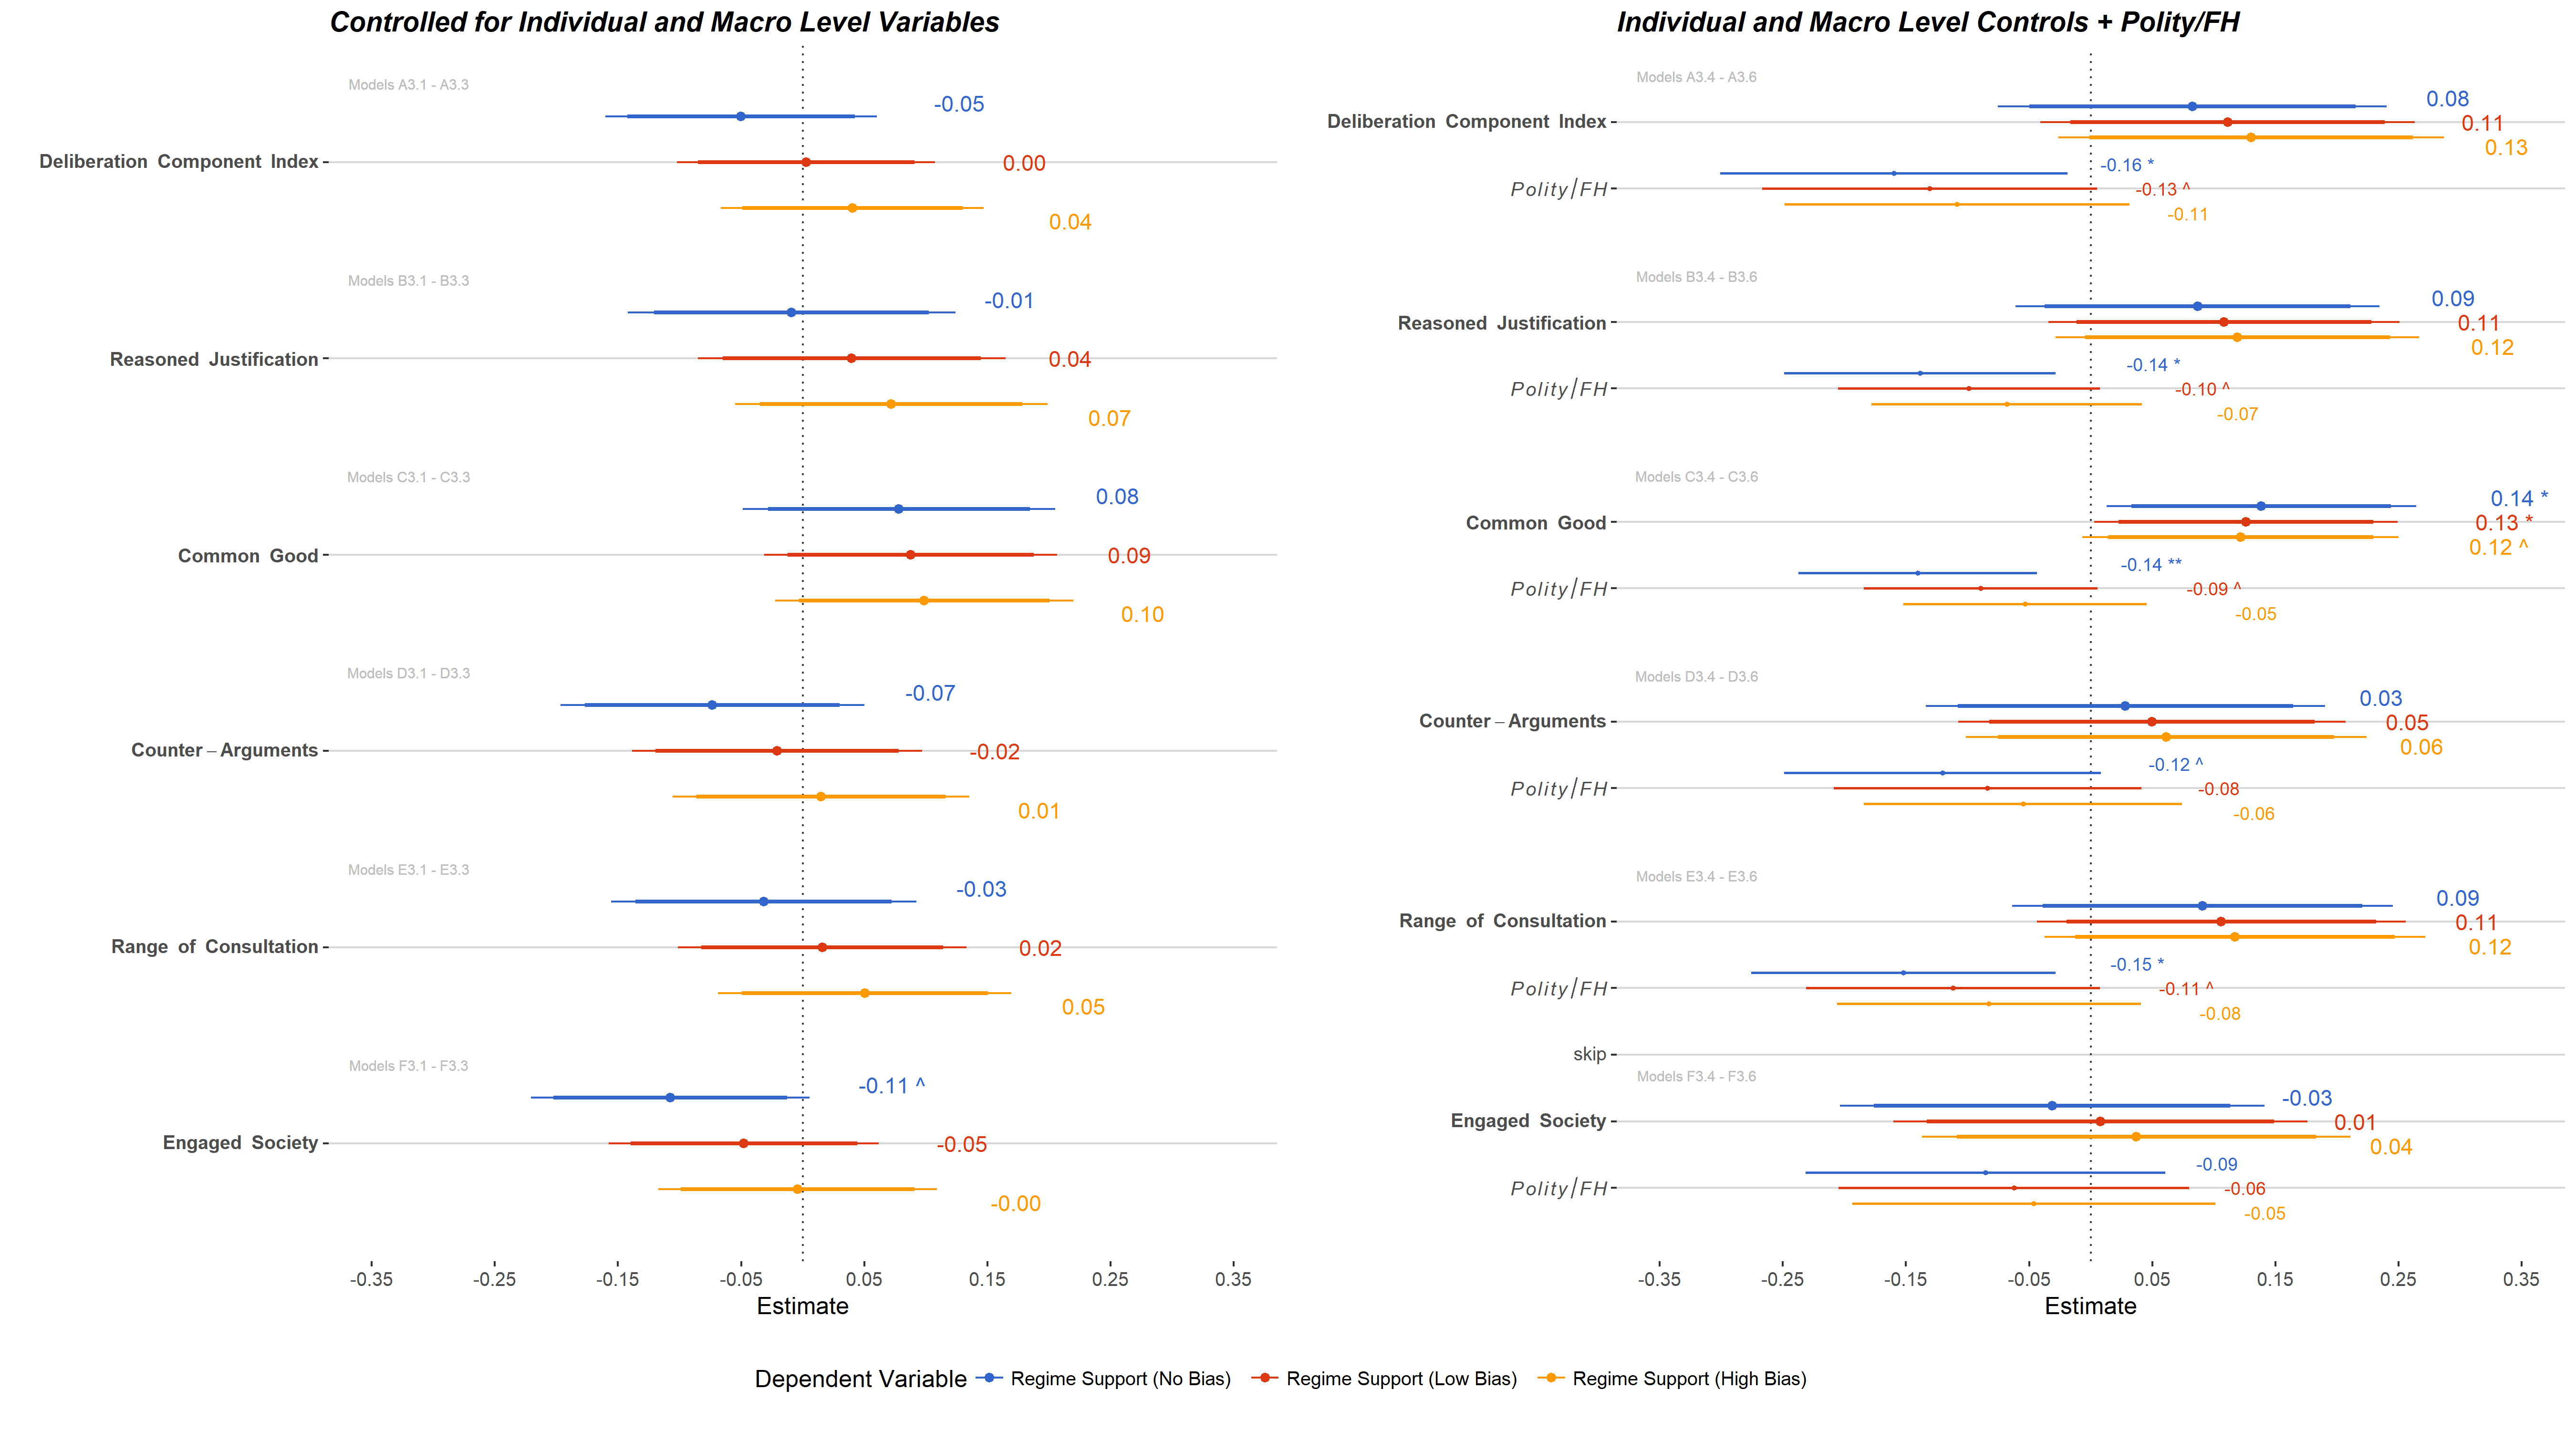 Controlled for Individual and Macro Level Variables
Models A3.1 - A3.3
-0.05
Deliberation Component Index
0.00
0.04
Models B3.1 - B3.3
-0.01
Reasoned Justification
0.04
0.07
Models C3.1 - C3.3
0.08
Common Good
0.09
0.10
Models D3.1 - D3.3
-0.07
Counter–Arguments
-0.02
0.01
Models E3.1 - E3.3
-0.03
Range of Consultation
0.02
0.05
Models F3.1 - F3.3
-0.11 ^
Engaged Society
-0.05
-0.00
-0.35 -0.25 -0.15 -0.05 0.05 0.15 0.25 0.35
Estimate
Individual and Macro Level Controls + Polity/FH
Models A3.4 - A3.6
0.08
Deliberation Component Index
0.11
0.13
-0.16 *
Polity/FH
-0.13 ^
-0.11
Models B3.4 - B3.6
0.09
Reasoned Justification
0.11
0.12
-0.14 *
Polity/FH
-0.10 ^
-0.07
Models C3.4 - C3.6
0.14 *
Common Good
0.13 *
0.12 ^
-0.14 **
Polity/FH
-0.09 ^
-0.05
Models D3.4 - D3.6
0.03
Counter–Arguments
0.05
0.06
-0.12 ^
Polity/FH
-0.08
-0.06
Models E3.4 - E3.6
0.09
Range of Consultation
0.11
0.12
-0.15 *
Polity/FH
-0.11 ^
-0.08
skip
Models F3.4 - F3.6
-0.03
Engaged Society
0.01
0.04
-0.09
Polity/FH
-0.06
-0.05
-0.35 -0.25 -0.15 -0.05 0.05 0.15 0.25 0.35
Estimate
Dependent Variable Regime Support (No Bias) Regime Support (Low Bias) Regime Support (High Bias)